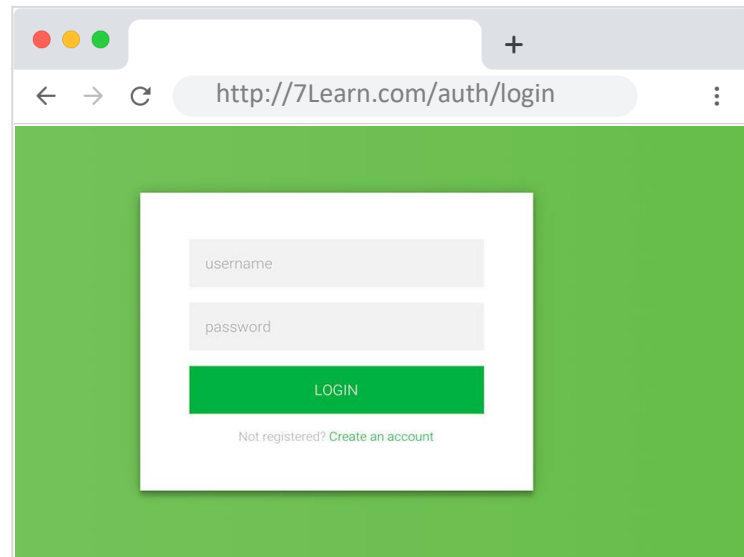 http://7Learn.com/auth/login
username
password
LOGIN
Not registered? Create an account